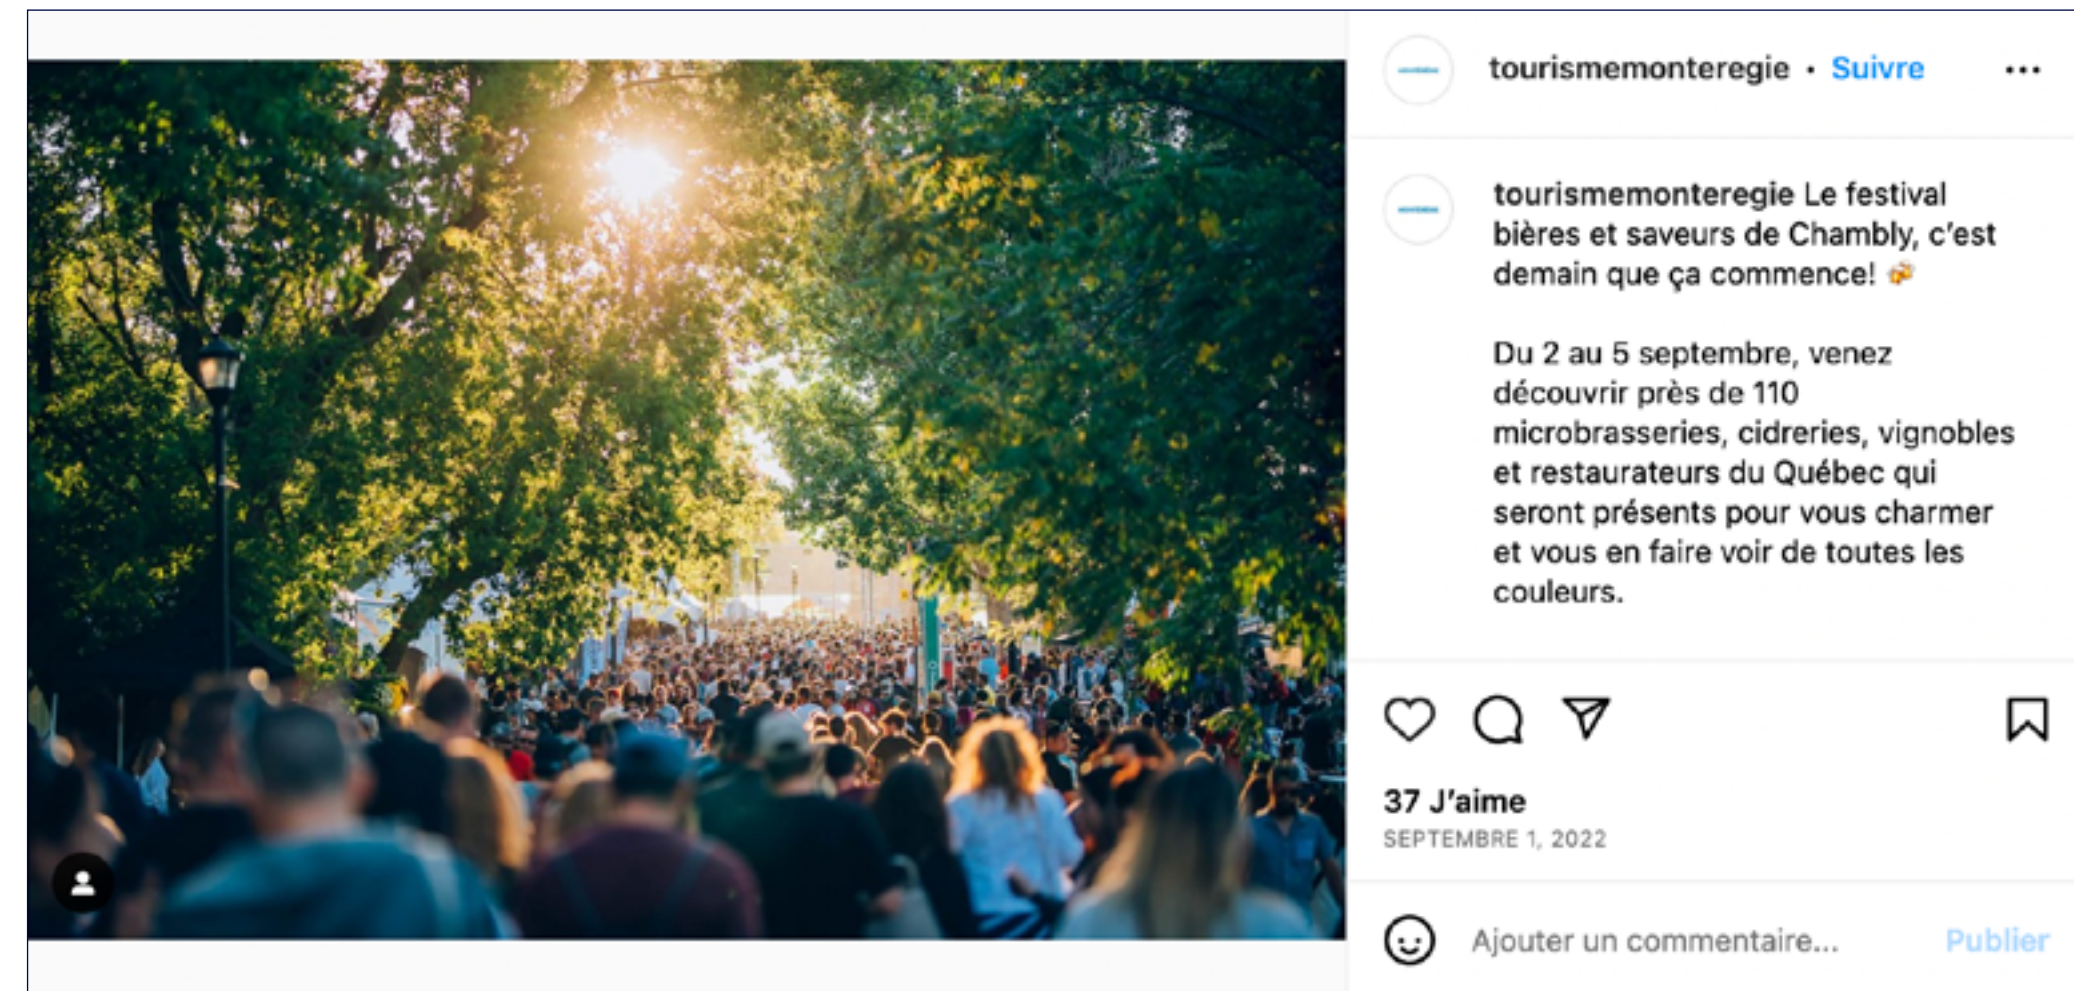 tourismemonteregie • Suivre
tourismemonteregie Le festival
bières et saveurs de Chambly, c'est
demain que ça commence! 🍻
Du 2 au 5 septembre, venez
découvrir près de 110
microbrasseries, cidreries, vignobles
et restaurateurs du Québec qui
seront présents pour vous charmer
et vous en faire voir de toutes les
couleurs.
37 J'aime
SEPTEMBRE 1, 2022
Ajouter un commentaire... Publier